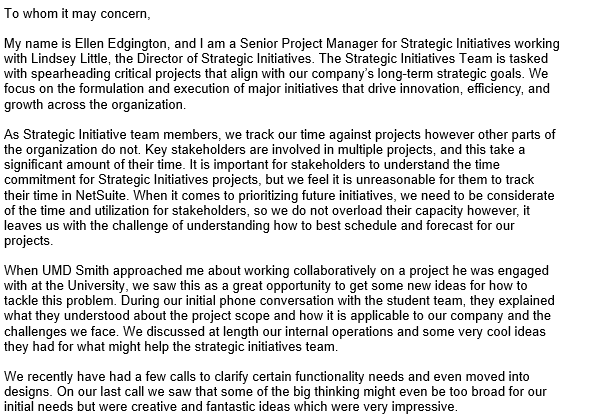 To whom it may concern,
My name is Ellen Edgington, and I am a Senior Project Manager for Strategic Initiatives working
with Lindsey Little, the Director of Strategic Initiatives. The Strategic Initiatives Team is tasked
with spearheading critical projects that align with our company's long-term strategic goals. We
focus on the formulation and execution of major initiatives that drive innovation, efficiency, and
growth across the organization.
As Strategic Initiative team members, we track our time against projects however other parts of
the organization do not. Key stakeholders are involved in multiple projects, and this take a
significant amount of their time. It is important for stakeholders to understand the time
commitment for Strategic Initiatives projects, but we feel it is unreasonable for them to track
their time in NetSuite. When it comes to prioritizing future initiatives, we need to be considerate
of the time and utilization for stakeholders, so we do not overload their capacity however, it
leaves us with the challenge of understanding how to best schedule and forecast for our
projects.
When UMD Smith approached me about working collaboratively on a project he was engaged
with at the University, we saw this as a great opportunity to get some new ideas for how to
tackle this problem. During our initial phone conversation with the student team, they explained
what they understood about the project scope and how it is applicable to our company and the
challenges we face. We discussed at length our internal operations and some very cool ideas
they had for what might help the strategic initiatives team.
We recently have had a few calls to clarify certain functionality needs and even moved into
designs. On our last call we saw that some of the big thinking might even be too broad for our
initial needs but were creative and fantastic ideas which were very impressive.